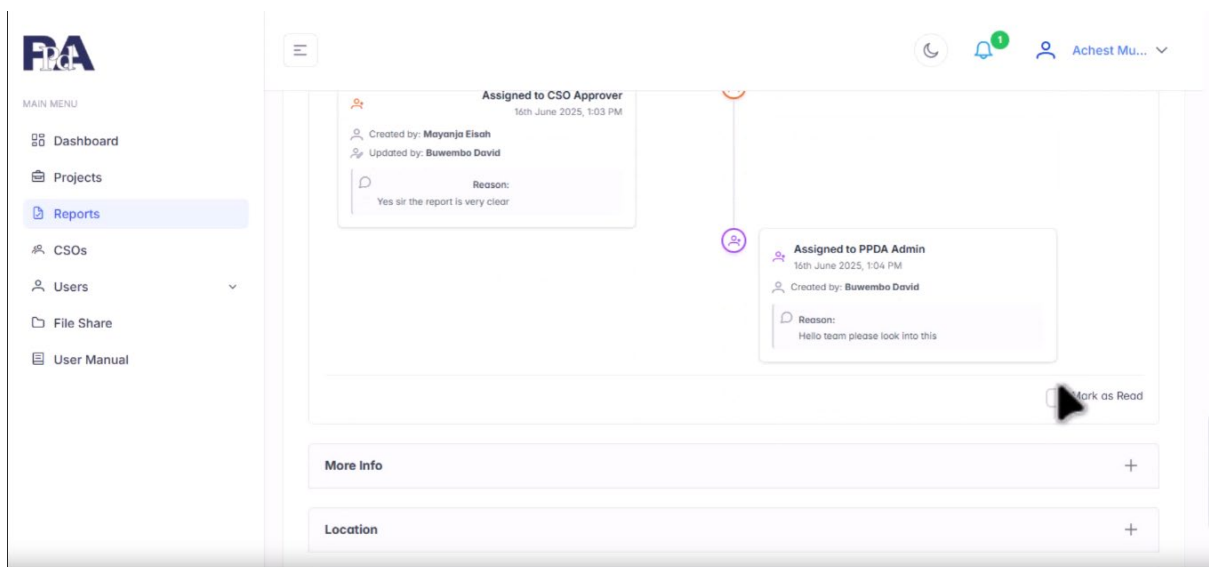 PPdA
Achest Mu...
1
MAIN MENU
Dashboard
Projects
Reports
CSOs
Users
File Share
User Manual
Assigned to CSO Approver
16th June 2025, 1:03 PM
Created by: Mayanja Eisah
Updated by: Buwembo David
Reason:
Yes sir the report is very clear
Assigned to PPDA Admin
16th June 2025, 1:04 PM
Created by: Buwembo David
Reason:
Hello team please look into this
Mark as Read
More Info
Location